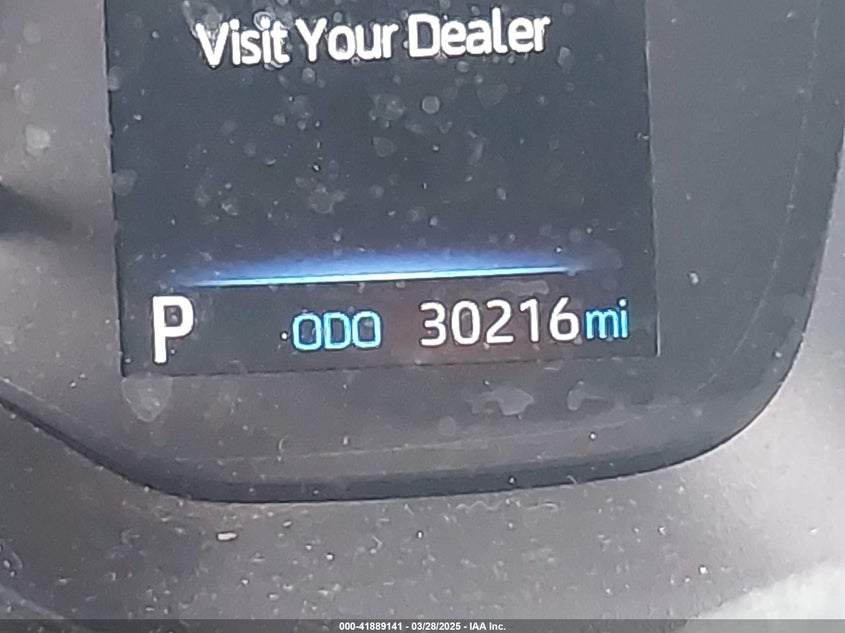 Visit Your Dealer
P ODO 30216mi
000-41889141 - 03/28/2025 - IAA Inc.